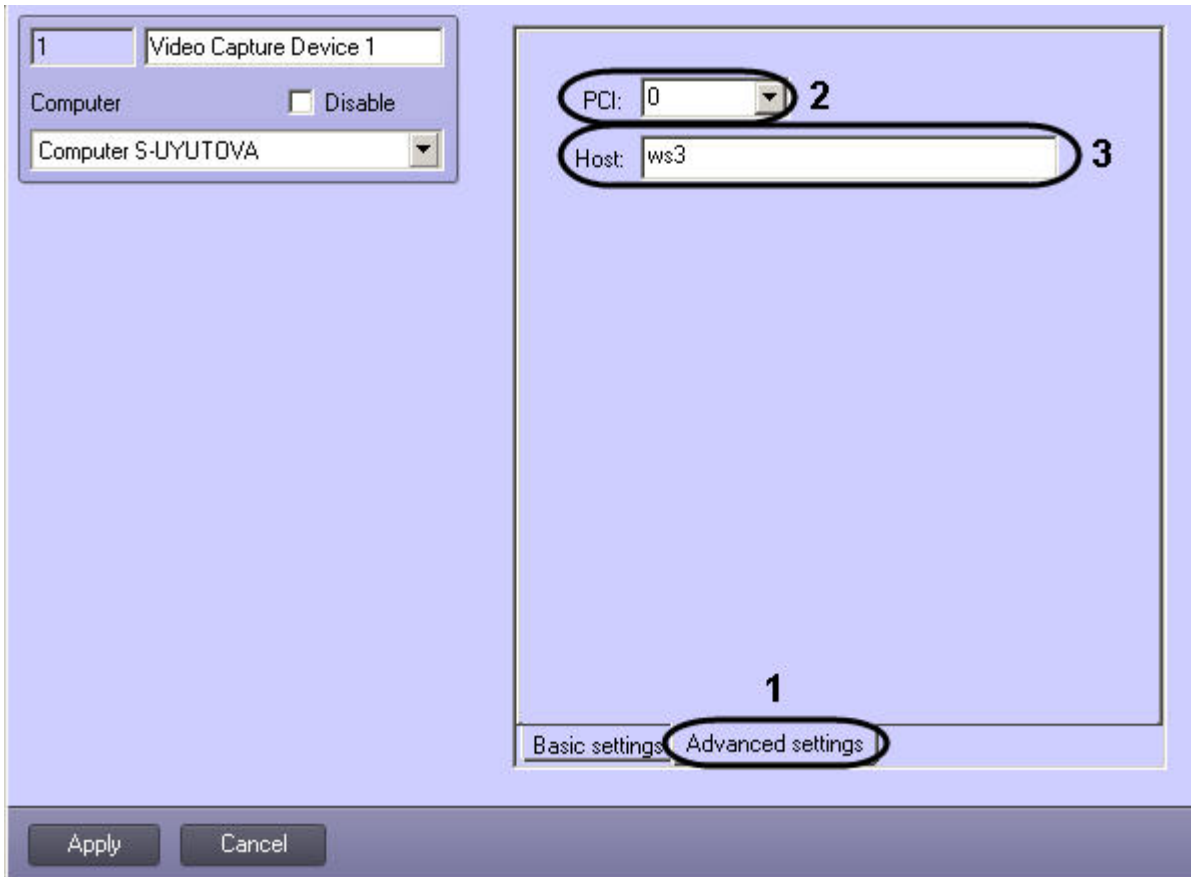 1 Video Capture Device 1
Computer Disable
Computer S-UYUTOVA
PCI: 0 2
Host: ws3 3
1
Basic settings Advanced settings
Apply Cancel